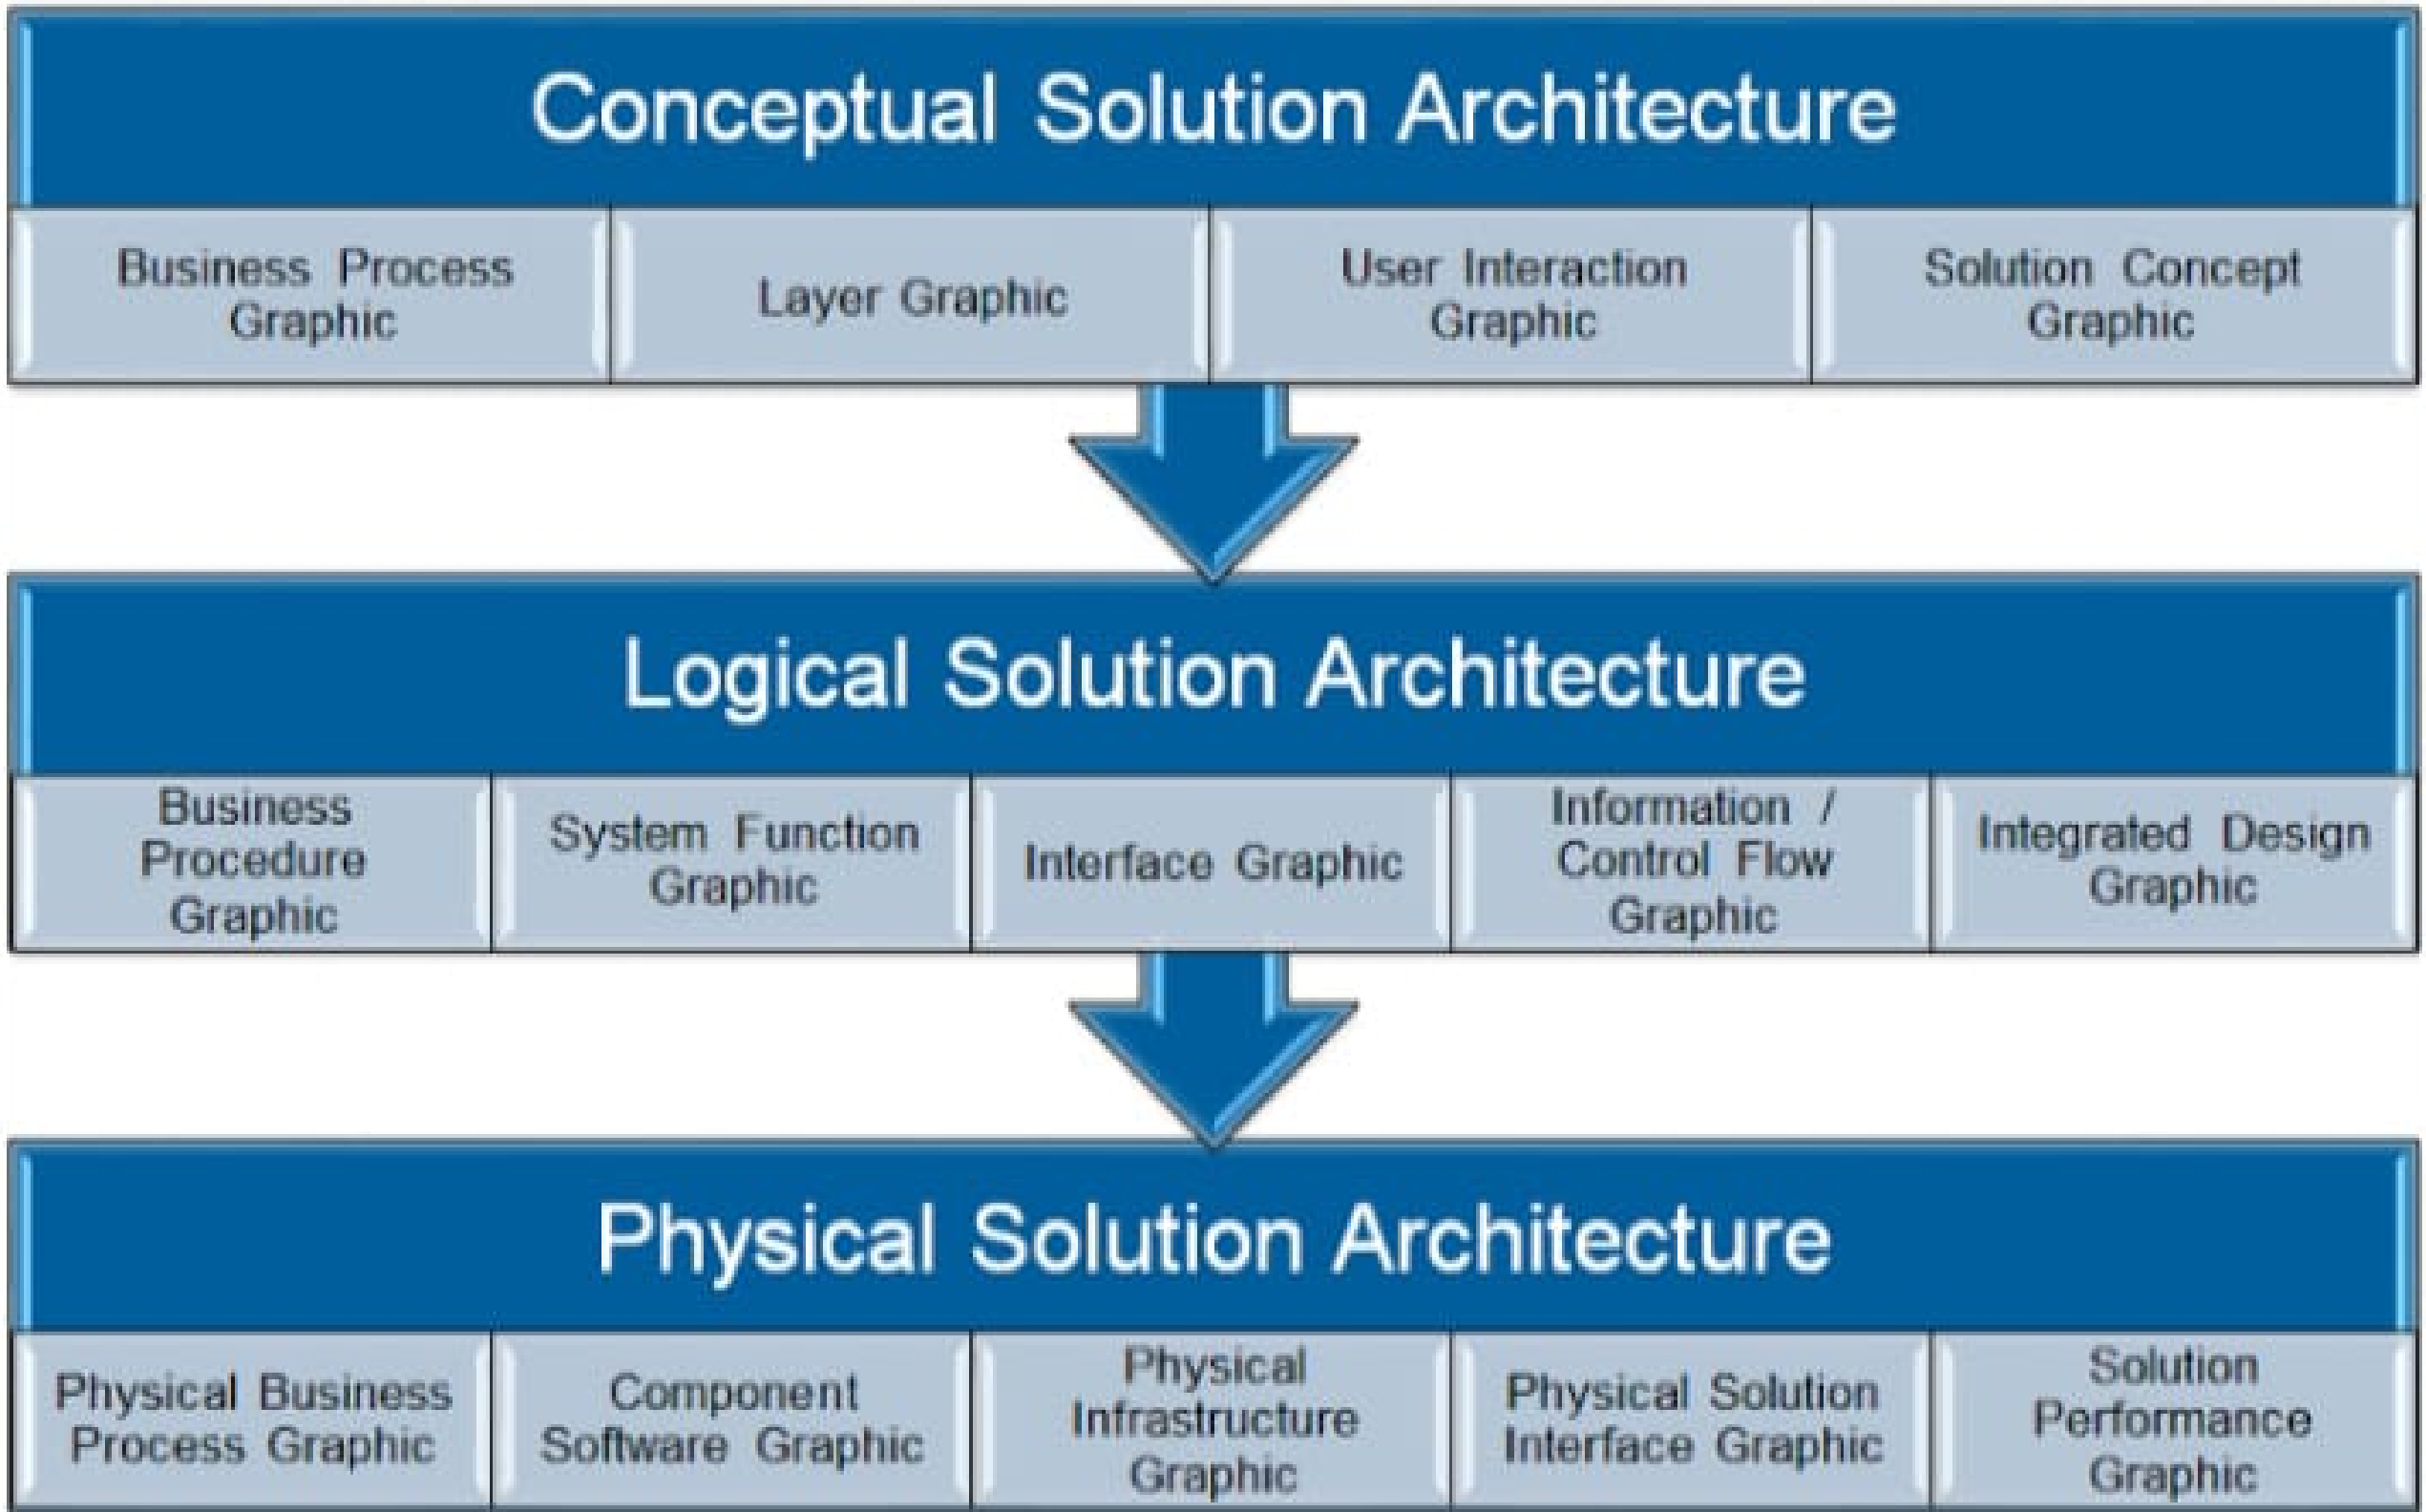 Conceptual Solution Architecture
Business Process
Graphic
Layer Graphic
User Interaction
Graphic
Solution Concept
Graphic
Logical Solution Architecture
Business
Procedure
Graphic
System Function
Graphic
Interface Graphic
Information /
Control Flow
Graphic
Integrated Design
Graphic
Physical Solution Architecture
Physical Business
Process Graphic
Component
Software Graphic
Physical
Infrastructure
Graphic
Physical Solution
Interface Graphic
Solution
Performance
Graphic